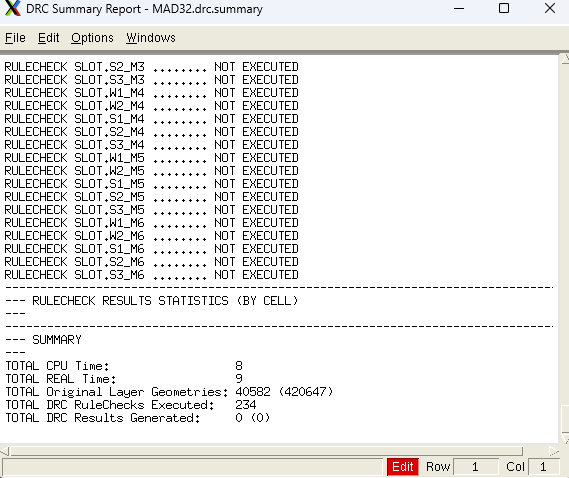 DRC Summary Report - MAD32.drc.summary
File Edit Options Windows
RULECHECK SLOT.S2_M3 ........ NOT EXECUTED
RULECHECK SLOT.S3_M3 ........ NOT EXECUTED
RULECHECK SLOT.W1_M4 ........ NOT EXECUTED
RULECHECK SLOT.W2_M4 ........ NOT EXECUTED
RULECHECK SLOT.S1_M4 ........ NOT EXECUTED
RULECHECK SLOT.S2_M4 ........ NOT EXECUTED
RULECHECK SLOT.S3_M4 ........ NOT EXECUTED
RULECHECK SLOT.W1_M5 ........ NOT EXECUTED
RULECHECK SLOT.W2_M5 ........ NOT EXECUTED
RULECHECK SLOT.S1_M5 ........ NOT EXECUTED
RULECHECK SLOT.S2_M5 ........ NOT EXECUTED
RULECHECK SLOT.S3_M5 ........ NOT EXECUTED
RULECHECK SLOT.W1_M6 ........ NOT EXECUTED
RULECHECK SLOT.W2_M6 ........ NOT EXECUTED
RULECHECK SLOT.S1_M6 ........ NOT EXECUTED
RULECHECK SLOT.S2_M6 ........ NOT EXECUTED
RULECHECK SLOT.S3_M6 ........ NOT EXECUTED
----------------------------------------------------------------------------------
--- RULECHECK RESULTS STATISTICS (BY CELL)
---
----------------------------------------------------------------------------------
--- SUMMARY
---
TOTAL CPU Time: 8
TOTAL REAL Time: 9
TOTAL Original Layer Geometries: 40582 (420647)
TOTAL DRC RuleChecks Executed: 234
TOTAL DRC Results Generated: 0 (0)
Edit Row 1 Col 1